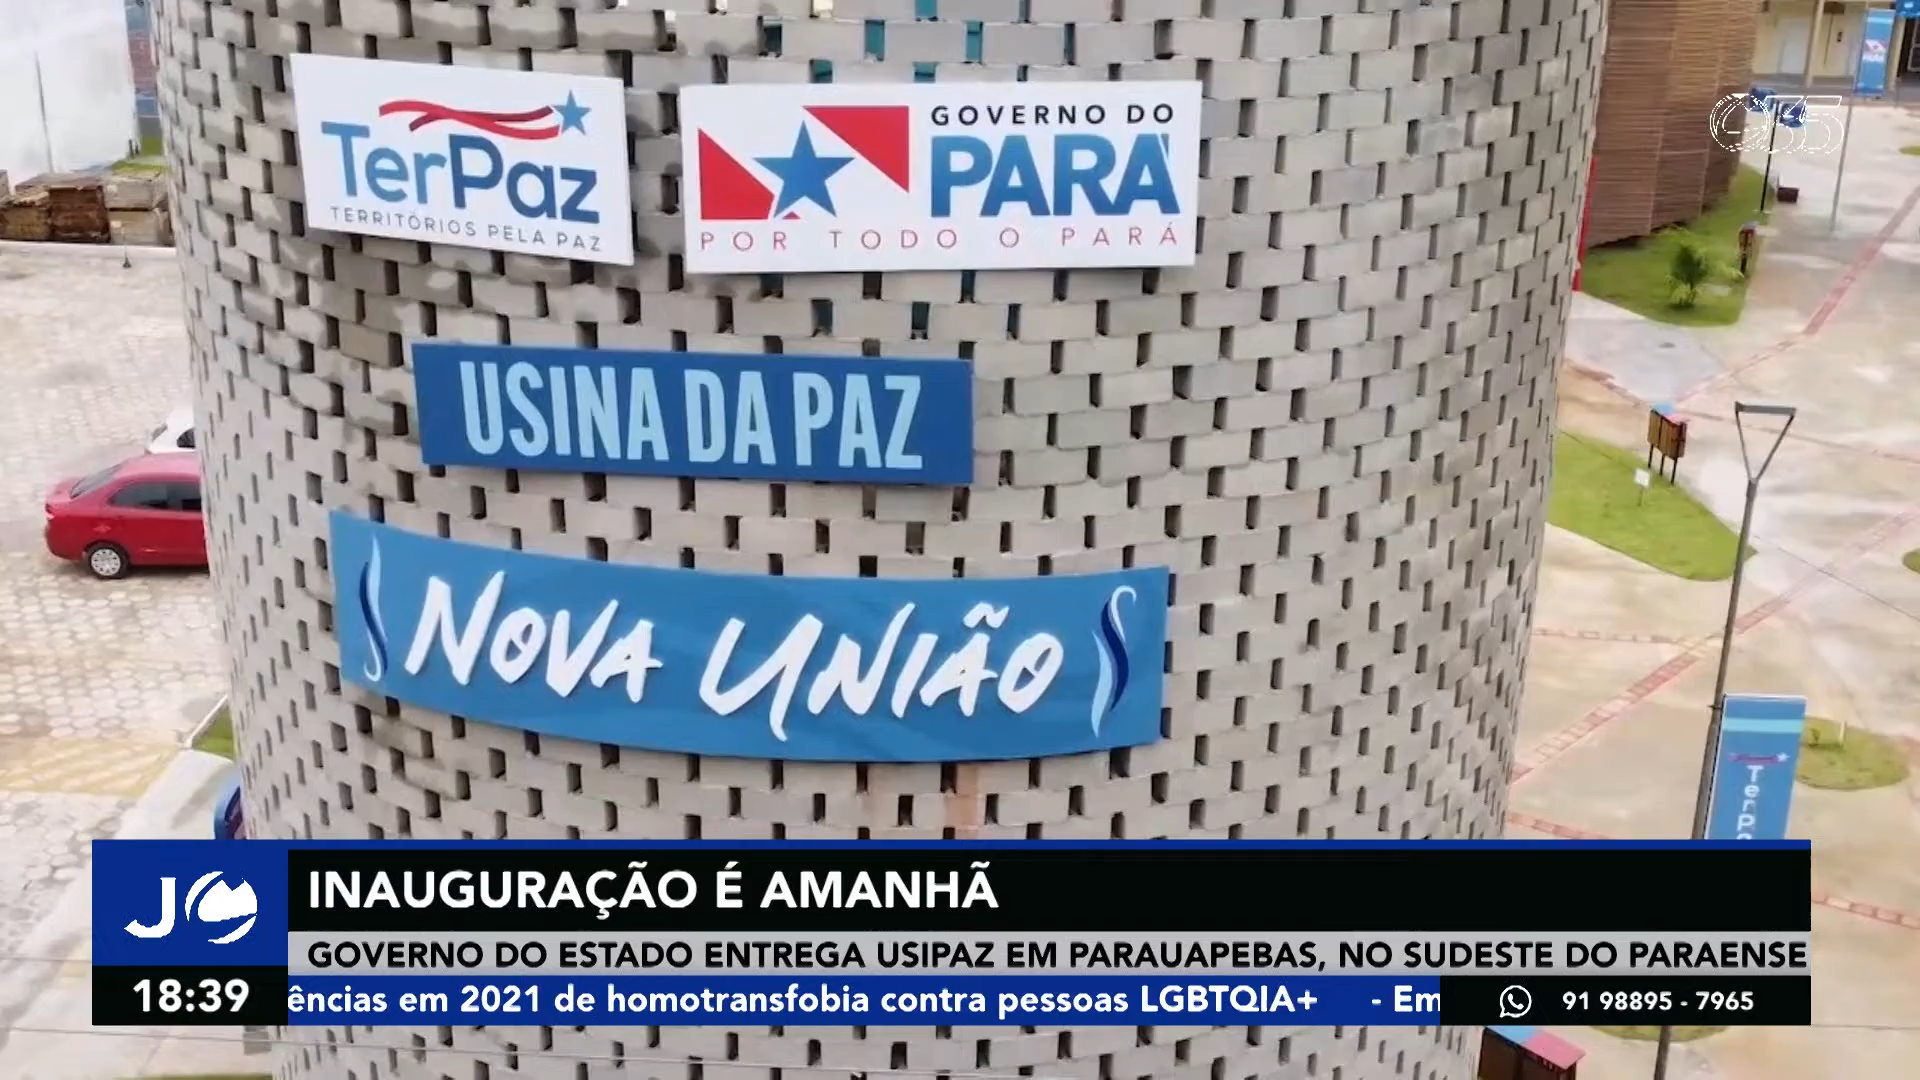 TerPaz
TERRITÓRIOS PELA PAZ
GOVERNO DO
PARÁ
POR TODO O PARÁ
USINA DA PAZ
NOVA UNIÃO
INAUGURAÇÃO É AMANHÃ
GOVERNO DO ESTADO ENTREGA USIPAZ EM PARAUAPEBAS, NO SUDESTE DO PARAENSE
18:39
ências em 2021 de homotransfobia contra pessoas LGBTQIA+ - Em
91 98895 - 7965